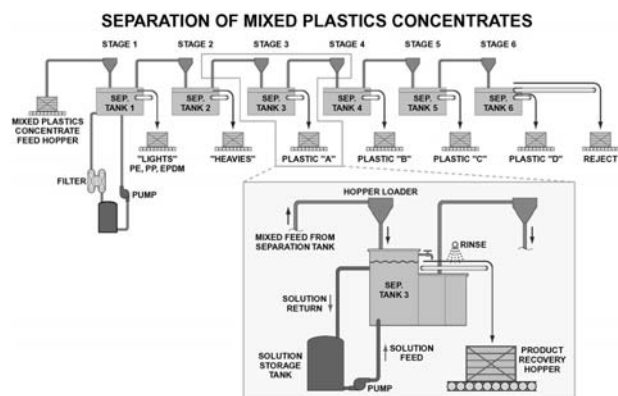 SEPARATION OF MIXED PLASTICS CONCENTRATES
STAGE 1
STAGE 2
STAGE 3
STAGE 4
STAGE 5
STAGE 6
SEP.
TANK 1
SEP.
TANK 2
SEP.
TANK 3
SEP.
TANK 4
SEP.
TANK 5
SEP.
TANK 6
MIXED PLASTICS
CONCENTRATE
FEED HOPPER
"LIGHTS"
PE, PP, EPDM
"HEAVIES"
PLASTIC "A"
PLASTIC "B"
PLASTIC "C"
PLASTIC "D"
REJECT
FILTER
PUMP
HOPPER LOADER
MIXED FEED FROM
SEPARATION TANK
RINSE
SEP.
TANK 3
SOLUTION
RETURN
SOLUTION
STORAGE
TANK
SOLUTION
FEED
PUMP
PRODUCT
RECOVERY
HOPPER